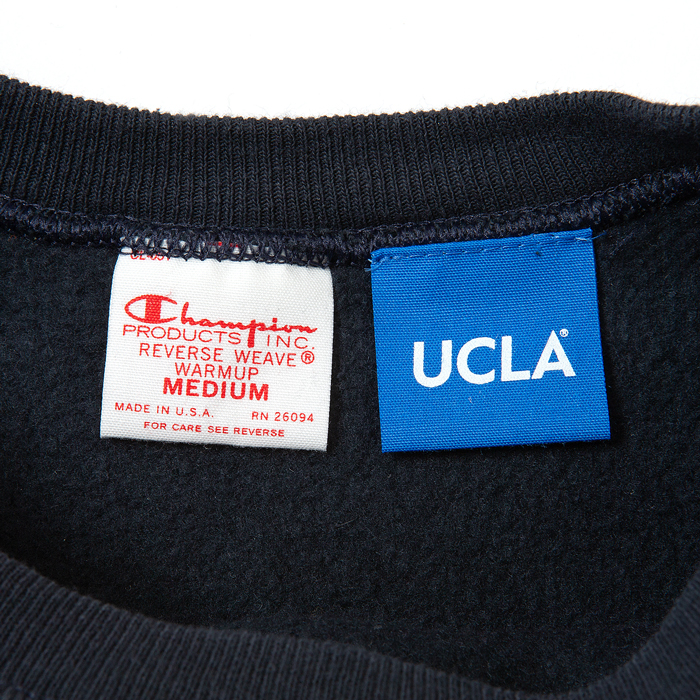 Champion
PRODUCTS INC.
REVERSE WEAVE®
WARMUP
MEDIUM
MADE IN U.S.A. RN 26094
FOR CARE SEE REVERSE
UCLA®